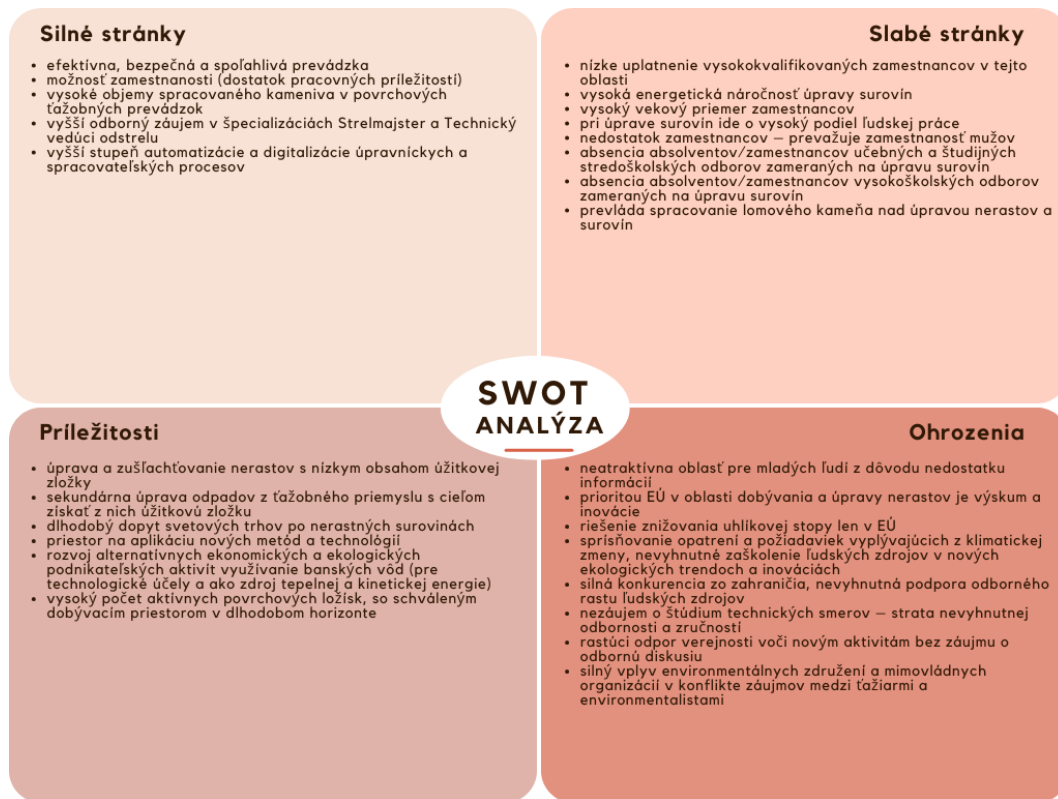 Silné stránky
• efektívna, bezpečná a spoľahlivá prevádzka
• možnosť zamestnanosti (dostatok pracovných príležitostí)
• vysoké objemy spracovaného kameniva v povrchových
ťažobných prevádzok
• vyšší odborný záujem v špecializáciách Strelmajster a Technický
vedúci odstrelu
• vyšší stupeň automatizácie a digitalizácie úpravníckych a
spracovateľských procesov
Slabé stránky
• nízke uplatnenie vysokokvalifikovaných zamestnancov v tejto
oblasti
• vysoká energetická náročnosť úpravy surovín
• vysoký vekový priemer zamestnancov
• pri úprave surovín ide o vysoký podiel ľudskej práce
• nedostatok zamestnancov – prevažuje zamestnanosť mužov
• absencia absolventov/zamestnancov učebných a študijných
stredoškolských odborov zameraných na úpravu surovín
• absencia absolventov/zamestnancov vysokoškolských odborov
zameraných na úpravu surovín
• prevláda spracovanie lomového kameňa nad úpravou nerastov a
surovín
SWOT
ANALÝZA
Príležitosti
• úprava a zušľachťovanie nerastov s nízkym obsahom úžitkovej
zložky
• sekundárna úprava odpadov z ťažobného priemyslu s cieľom
získať z nich úžitkovú zložku
• dlhodobý dopyt svetových trhov po nerastných surovinách
• priestor na aplikáciu nových metód a technológií
• rozvoj alternatívnych ekonomických a ekologických
podnikateľských aktivít využívanie banských vôd (pre
technologické účely a ako zdroj tepelnej a kinetickej energie)
• vysoký počet aktívnych povrchových ložísk, so schváleným
dobývacím priestorom v dlhodobom horizonte
Ohrozenia
• neatraktívna oblasť pre mladých ľudí z dôvodu nedostatku
informácií
• prioritou EÚ v oblasti dobývania a úpravy nerastov je výskum a
inovácie
• riešenie znižovania uhlíkovej stopy len v EÚ
• sprísňovanie opatrení a požiadaviek vyplývajúcich z klimatickej
zmeny, nevyhnutné zaškolenie ľudských zdrojov v nových
ekologických trendoch a inováciách
• silná konkurencia zo zahraničia, nevyhnutná podpora odborného
rastu ľudských zdrojov
• nezáujem o štúdium technických smerov – strata nevyhnutnej
odbornosti a zručností
• rastúci odpor verejnosti voči novým aktivitám bez záujmu o
odbornú diskusiu
• silný vplyv environmentálnych združení a mimovládnych
organizácií v konflikte záujmov medzi ťažiarmi a
environmentalistami